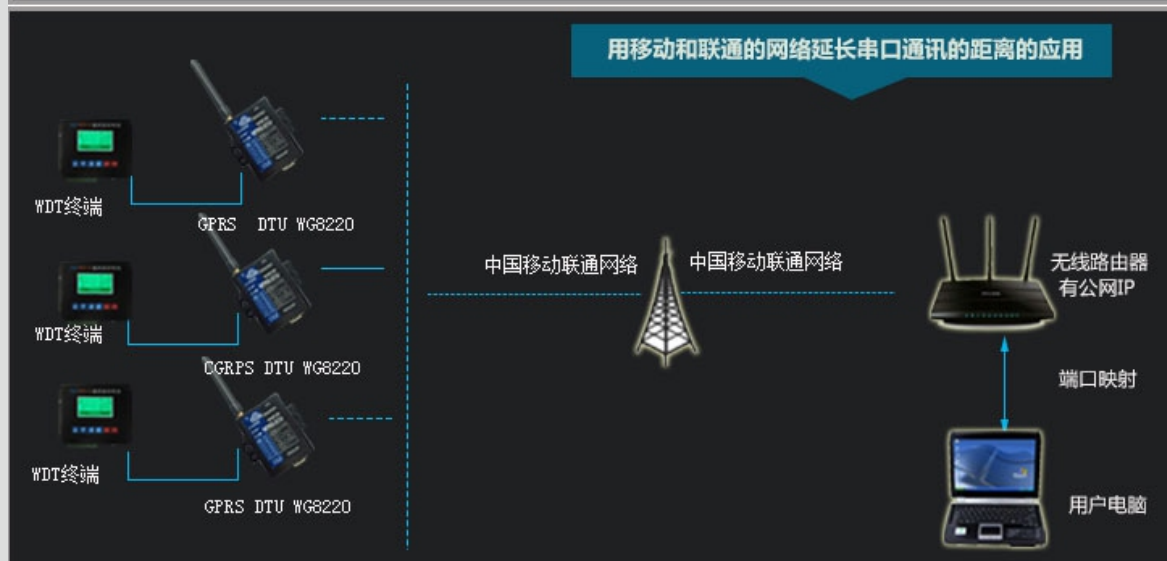 用移动和联通的网络延长串口通讯的距离的应用
WDT终端
GPRS DTU WG8220
中国移动联通网络
中国移动联通网络
无线路由器
有公网IP
WDT终端
CGRPS DTU WG8220
端口映射
WDT终端
GPRS DTU WG8220
用户电脑